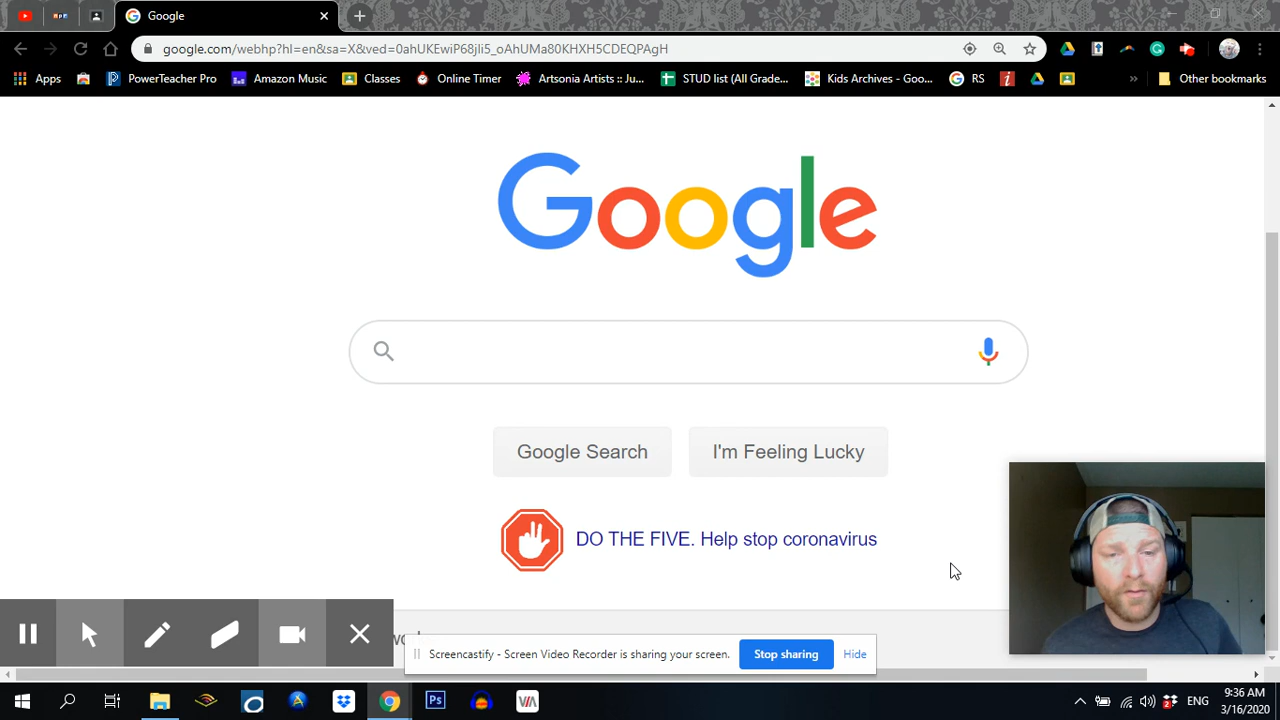 Google
google.com/webhp?hl=en&sa=X&ved=0ahUKEwiP68jli5_oAhUMa80KHXH5CDEQPAgH
Apps PowerTeacher Pro Amazon Music Classes Online Timer Artsonia Artists :: Ju... STUD list (All Grade... Kids Archives - Goo... RS » Other bookmarks
Google
Google Search I'm Feeling Lucky
DO THE FIVE. Help stop coronavirus
Screencastify - Screen Video Recorder is sharing your screen. Stop sharing Hide
Ps VIA ENG 9:36 AM
3/16/2020